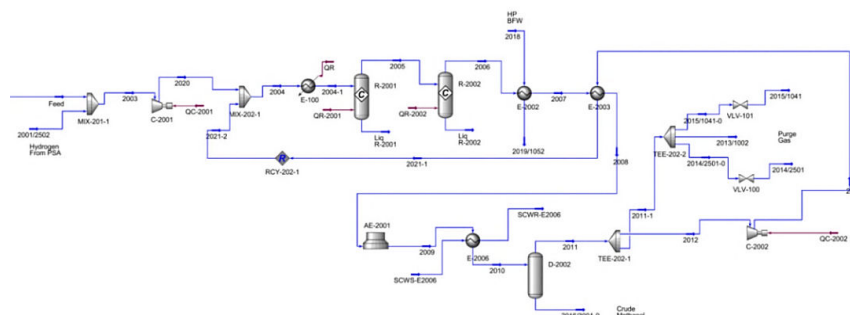 HP
BFW
2018
QR
2005
2006
R-2001
R-2002
2020
2004
2004-1
E-100
2007
E-2002
E-2003
Feed
2003
C-2001
QC-2001
MIX-201-1
MIX-202-1
QR-2001
QR-2002
2001/2502
Hydrogen
From PSA
2021-2
Liq
R-2001
Liq
R-2002
2019/1052
2008
RCY-202-1
2021-1
2015/1041
VLV-101
2015/1041-0
2013/1002
Purge
Gas
TEE-202-2
2014/2501-0
2014/2501
VLV-100
2011-1
SCWR-E2006
AE-2001
2009
E-2006
2011
TEE-202-1
2012
C-2002
QC-2002
2010
D-2002
SCWS-E2006
Crude